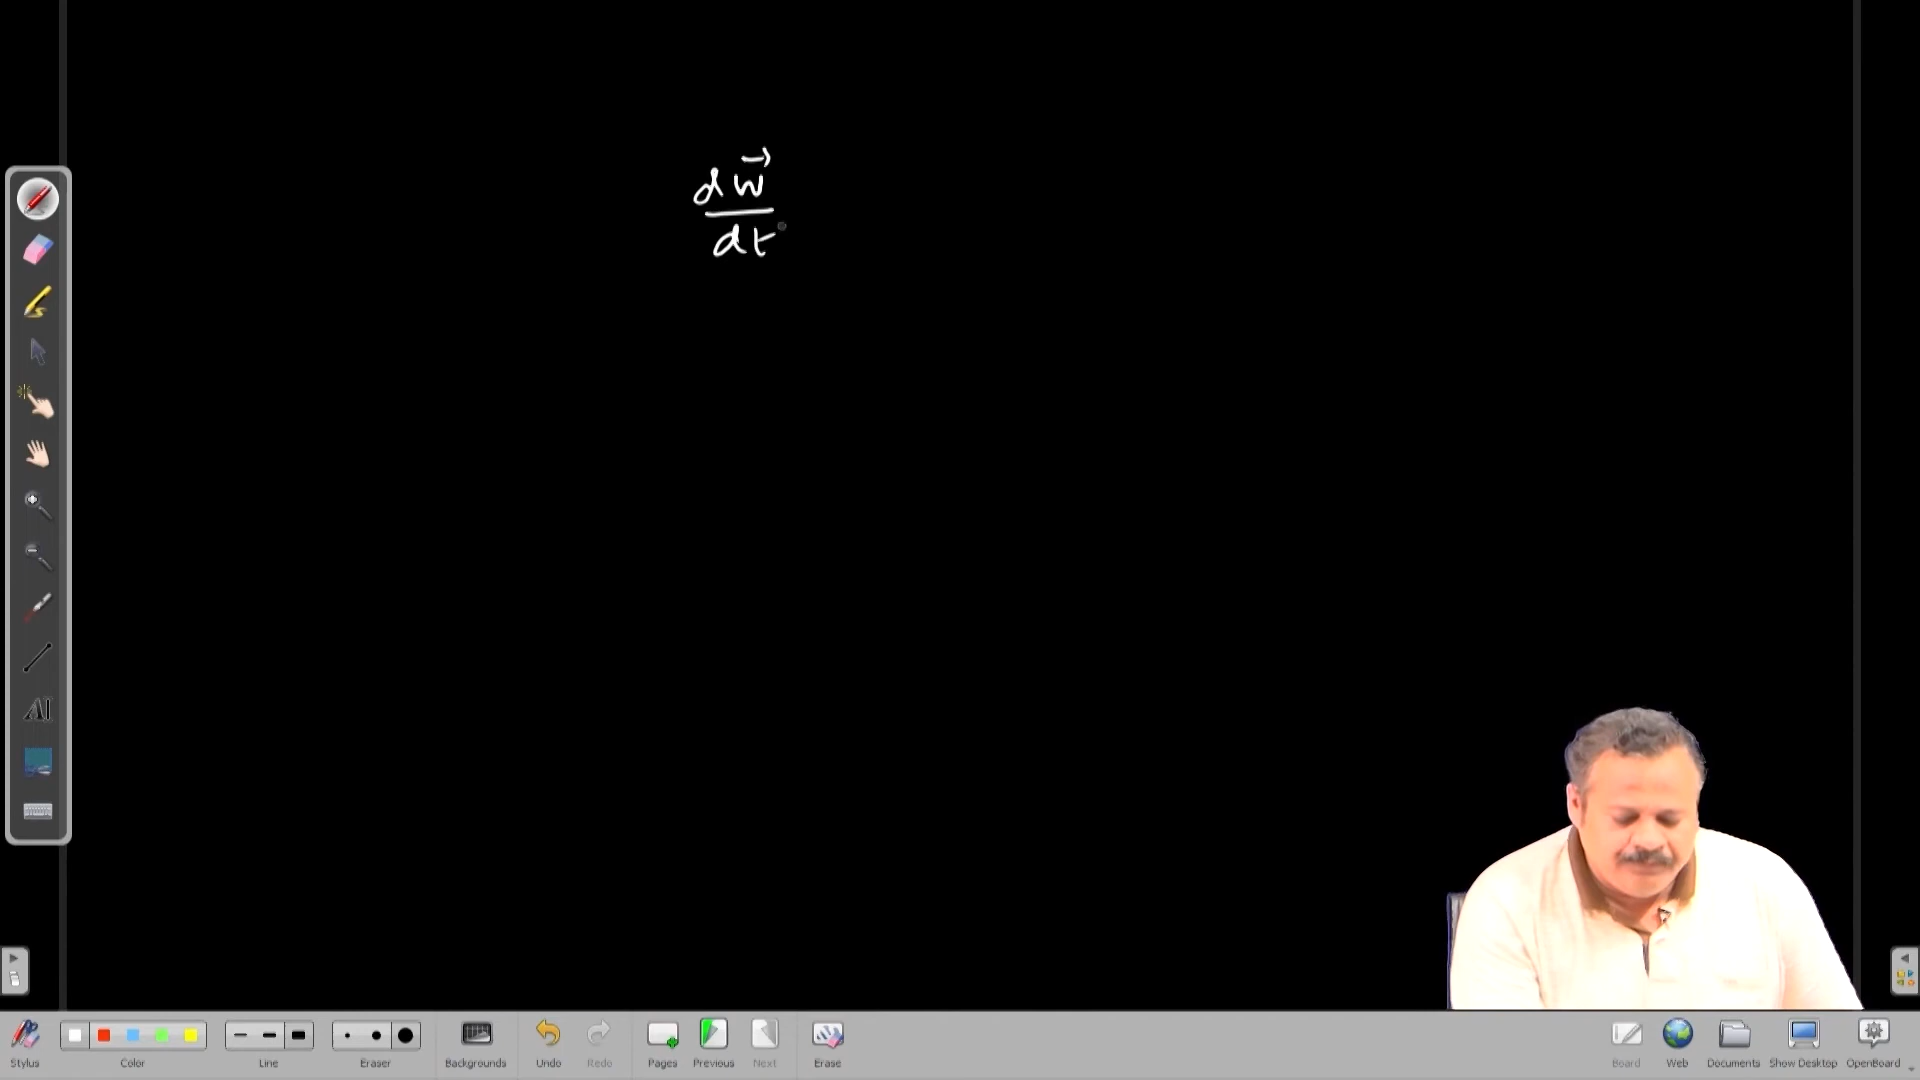 dw⃗
dt
AI
Stylus Color Line Eraser Backgrounds Undo Redo Pages Previous Next Erase Board Web Documents Show Desktop OpenBoard